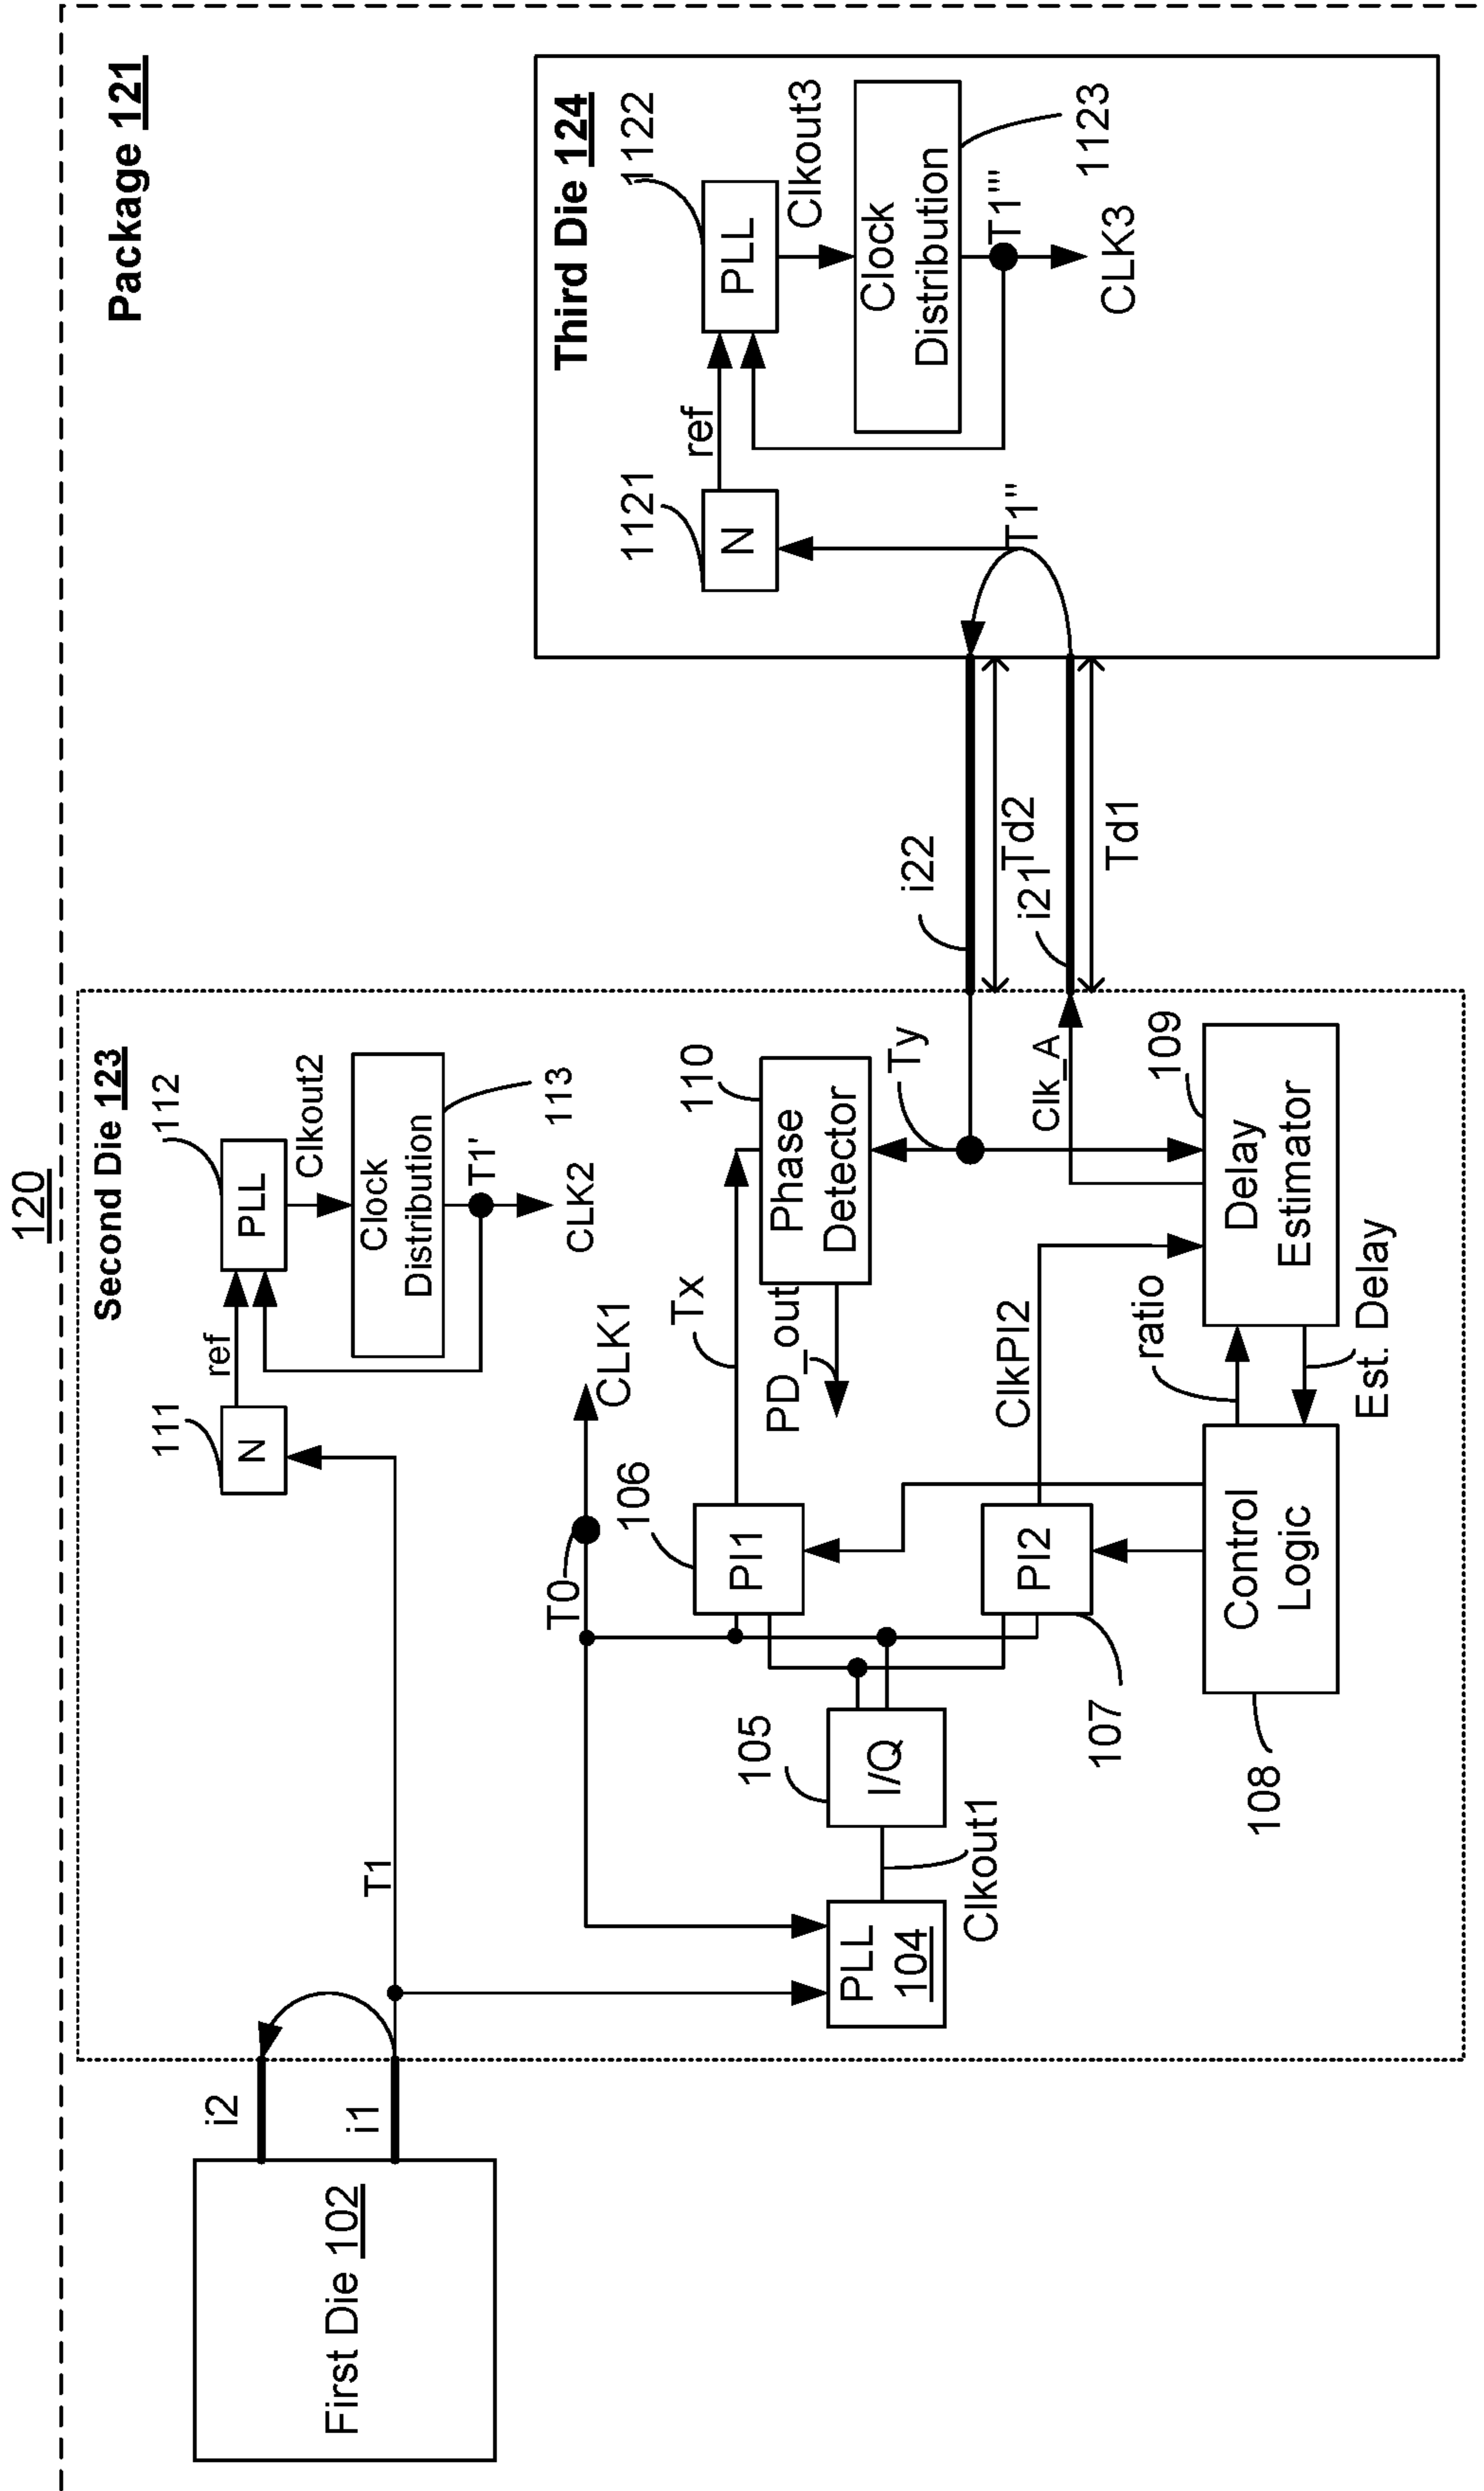 120
Package 121
First Die 102
i2
i1
Second Die 123
T1
111
N
ref
112
PLL
Clkout2
Clock
Distribution
113
T1'
CLK2
PLL
104
Clkout1
105
I/Q
T0
CLK1
106
PI1
Tx
110
Phase
Detector
PD_out
Ty
107
PI2
ClkPI2
Clk_A
108
Control
Logic
ratio
Est. Delay
109
Delay
Estimator
i22
Td2
i21
Td1
Third Die 124
1121
N
ref
1122
PLL
Clkout3
Clock
Distribution
1123
T1''
T1'''
CLK3